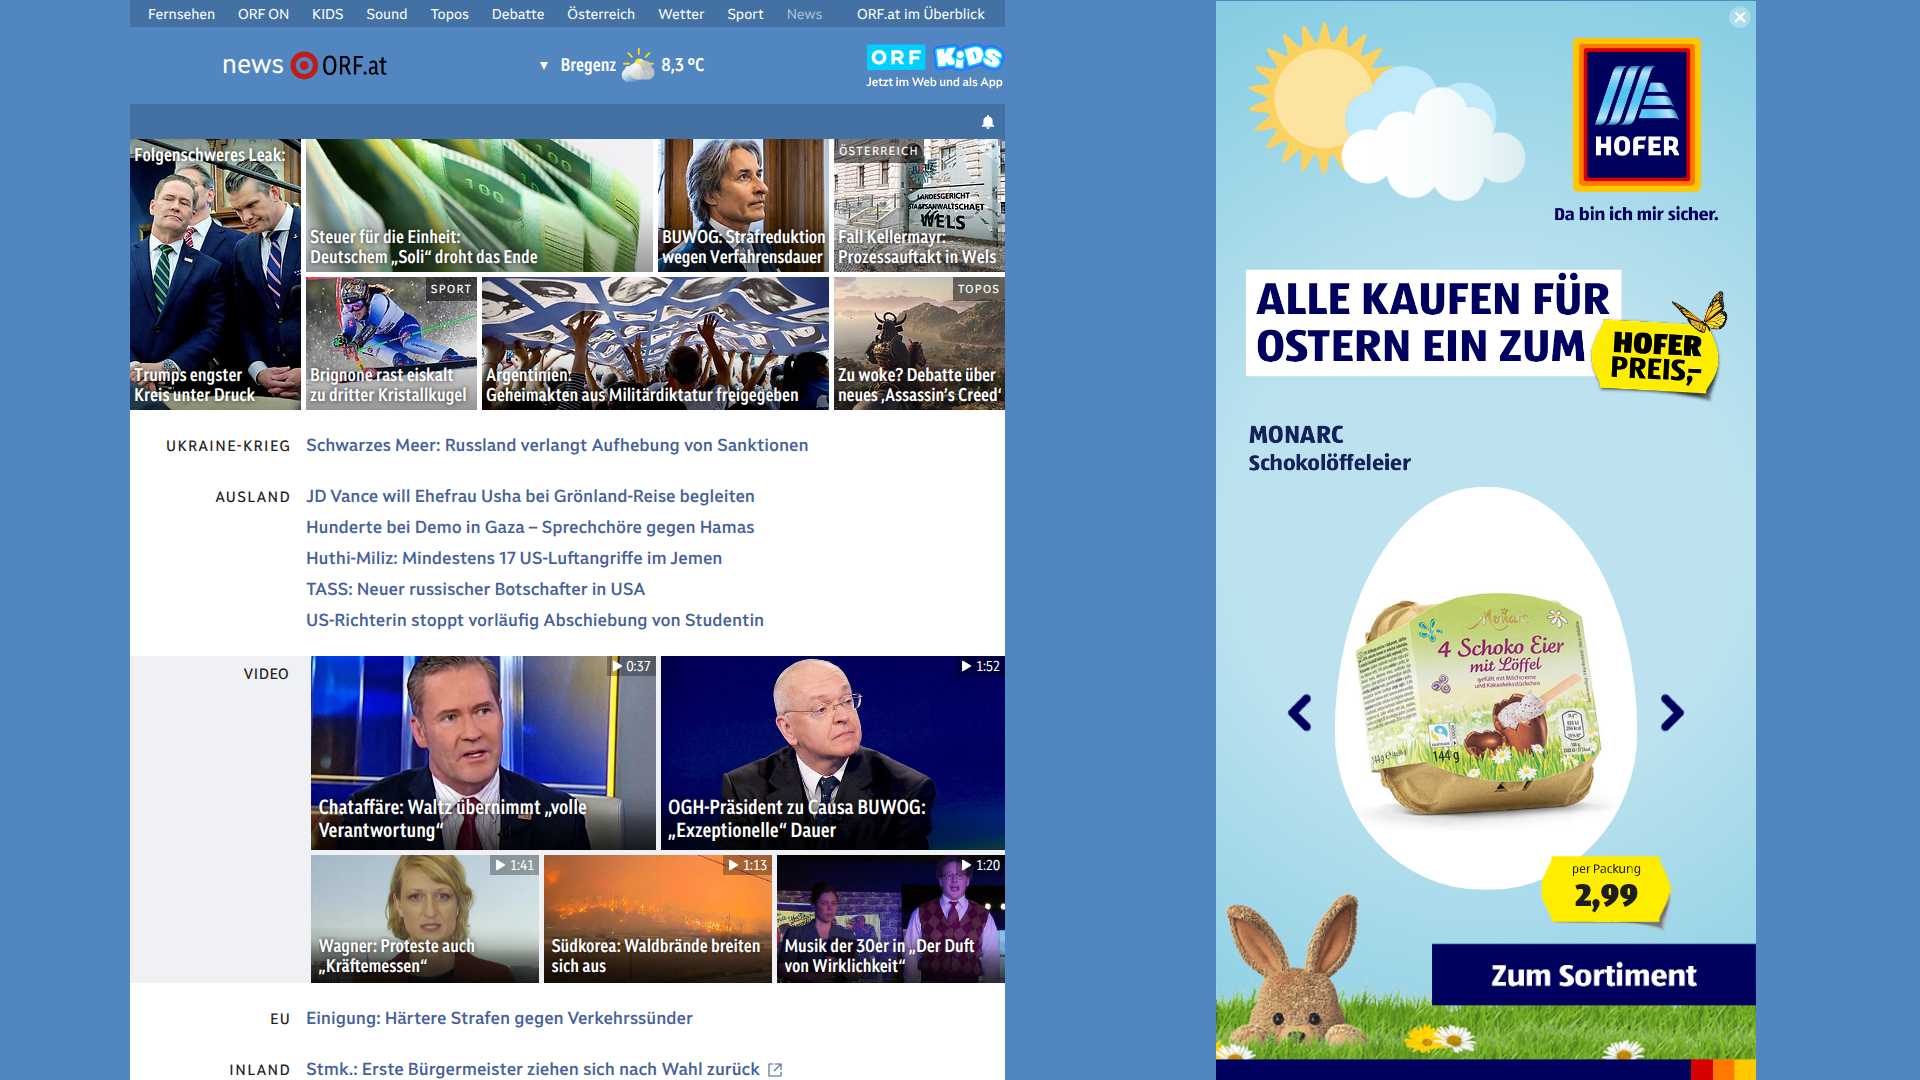 Fernsehen ORF ON KIDS Sound Topos Debatte Österreich Wetter Sport News ORF.at im Überblick
news ORF.at
▼ Bregenz 8,3 °C
ORF KiDS
Jetzt im Web und als App
Folgenschweres Leak:
Trumps engster
Kreis unter Druck
Steuer für die Einheit:
Deutschem „Soli“ droht das Ende
BUWOG: Strafreduktion
wegen Verfahrensdauer
ÖSTERREICH
LANDESGERICHT
STAATSANWALTSCHAFT
WELS
Fall Kellermayr:
Prozessauftakt in Wels
SPORT
Brignone rast eiskalt
zu dritter Kristallkugel
Argentinien:
Geheimakten aus Militärdiktatur freigegeben
TOPOS
Zu woke? Debatte über
neues ‚Assassin’s Creed‘
UKRAINE-KRIEG Schwarzes Meer: Russland verlangt Aufhebung von Sanktionen
AUSLAND JD Vance will Ehefrau Usha bei Grönland-Reise begleiten
Hunderte bei Demo in Gaza – Sprechchöre gegen Hamas
Huthi-Miliz: Mindestens 17 US-Luftangriffe im Jemen
TASS: Neuer russischer Botschafter in USA
US-Richterin stoppt vorläufig Abschiebung von Studentin
VIDEO
0:37
Chataffäre: Waltz übernimmt „volle
Verantwortung“
1:52
OGH-Präsident zu Causa BUWOG:
„Exzeptionelle“ Dauer
1:41
Wagner: Proteste auch
„Kräftemessen“
1:13
Südkorea: Waldbrände breiten
sich aus
1:20
Musik der 30er in „Der Duft
von Wirklichkeit“
EU Einigung: Härtere Strafen gegen Verkehrssünder
INLAND Stmk.: Erste Bürgermeister ziehen sich nach Wahl zurück
HOFER
Da bin ich mir sicher.
ALLE KAUFEN FÜR
OSTERN EIN ZUM
HOFER
PREIS,–
MONARC
Schokolöffeleier
Monarc
4 Schoko Eier
mit Löffel
gefüllt mit Milchcreme
und Kakaokeksstückchen
144 g
per Packung
2,99
Zum Sortiment